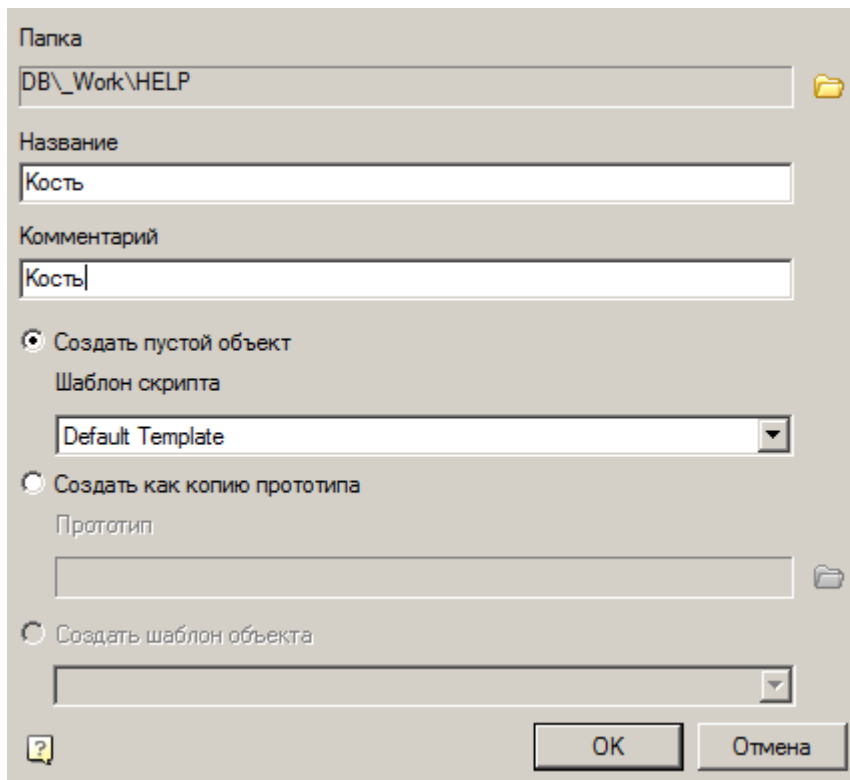 Папка
DB\_Work\HELP
Название
Кость
Комментарий
Кость
Создать пустой объект
Шаблон скрипта
Default Template
Создать как копию прототипа
Прототип
Создать шаблон объекта
?
OK
Отмена